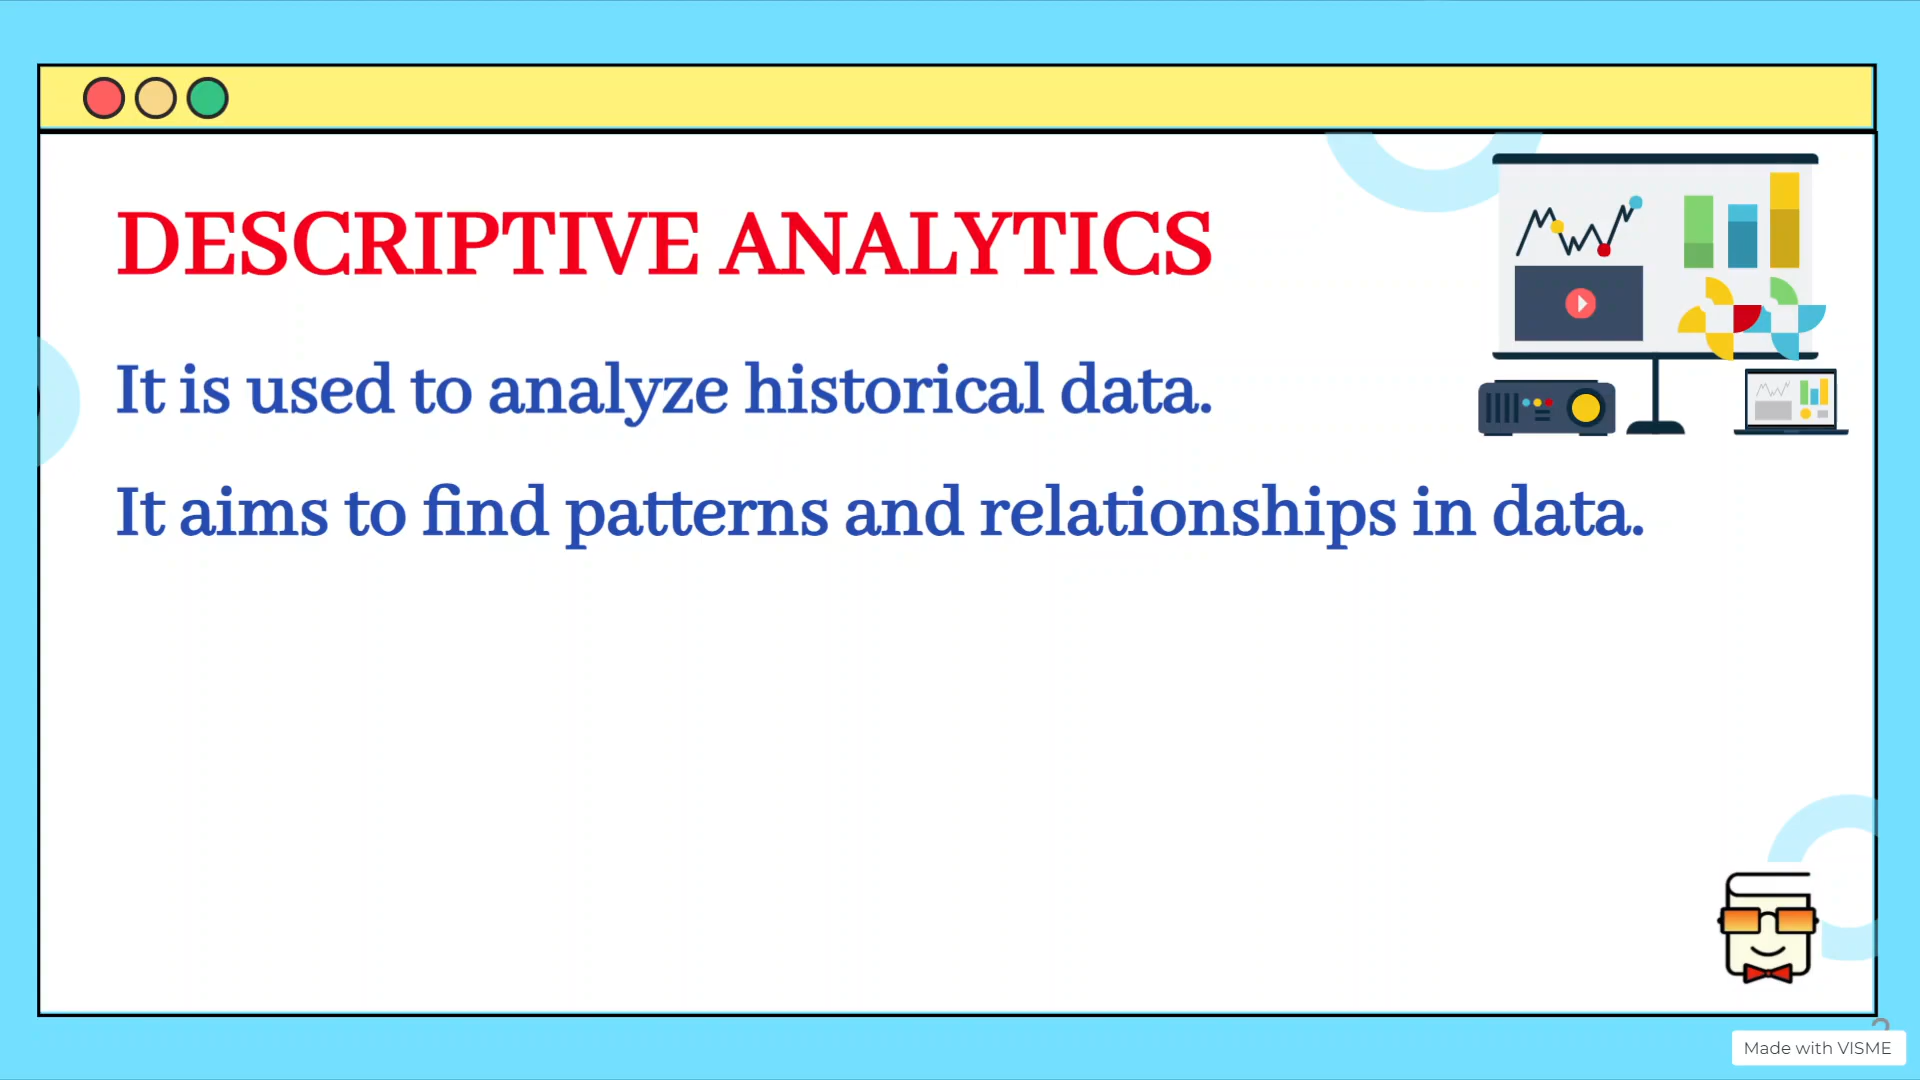 DESCRIPTIVE ANALYTICS
It is used to analyze historical data.
It aims to find patterns and relationships in data.
Made with VISME